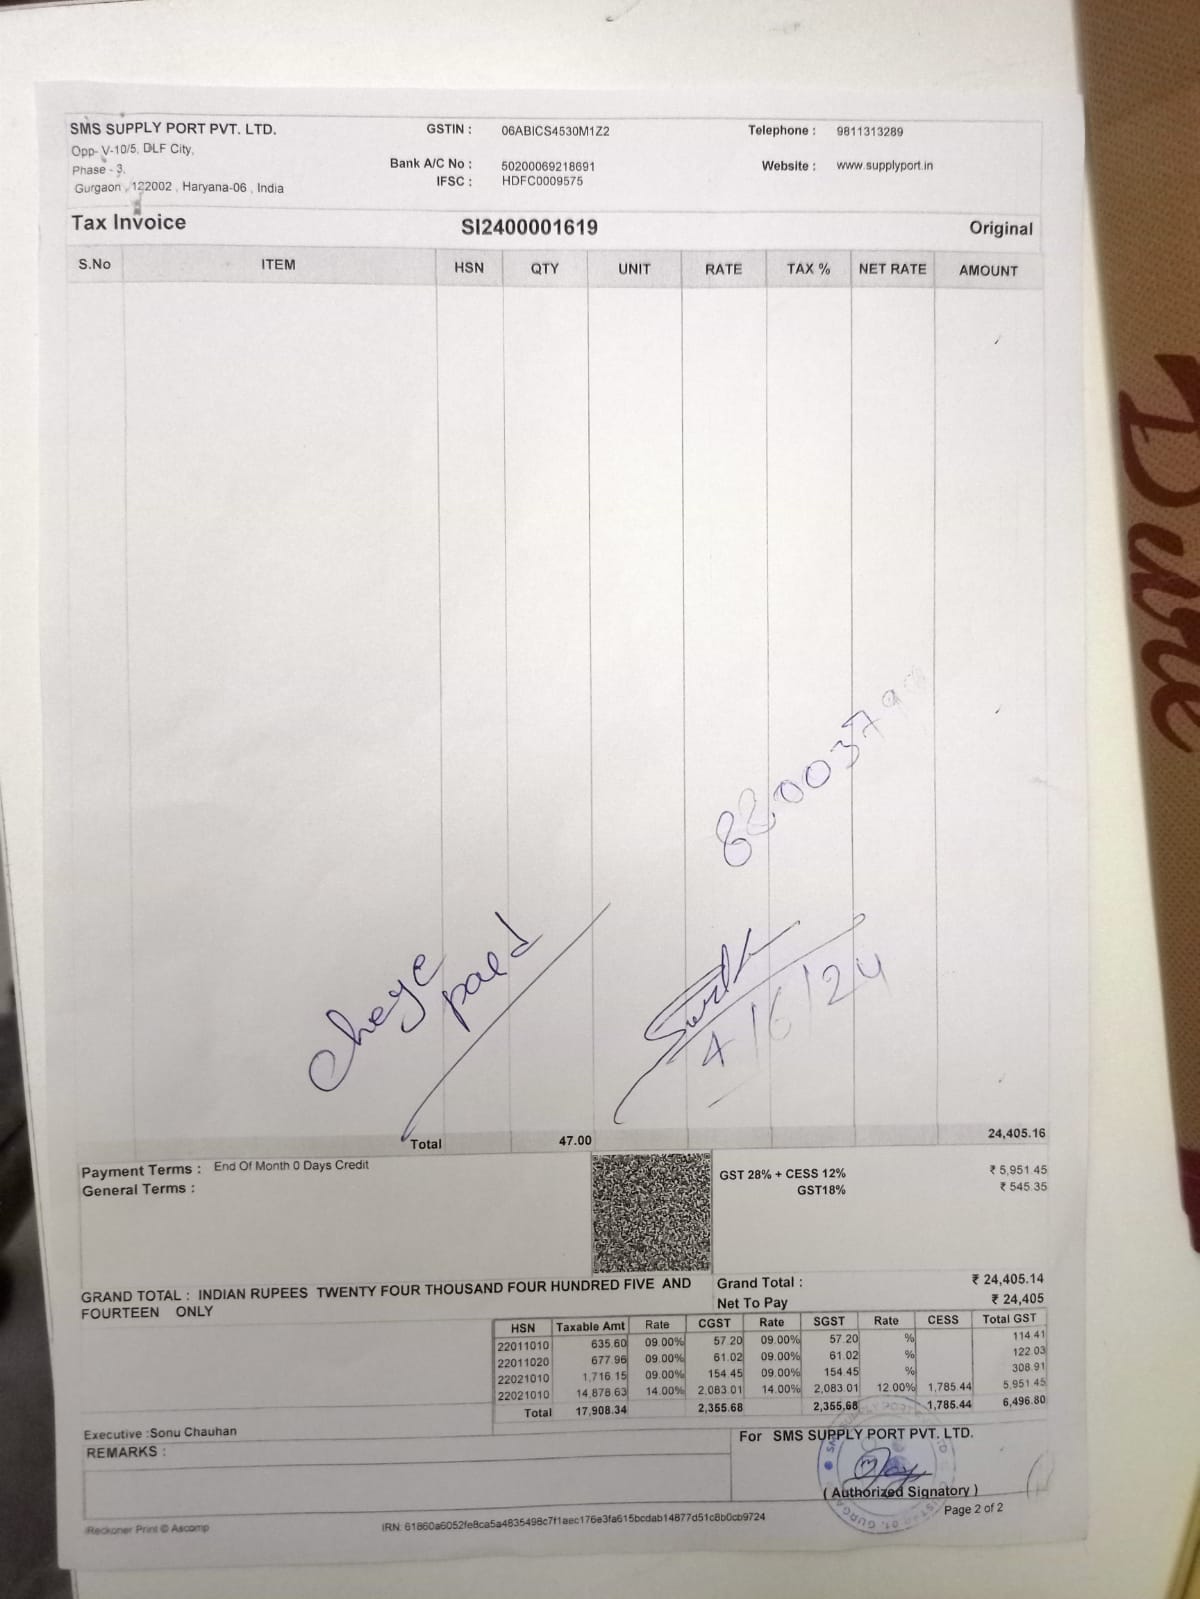 SMS SUPPLY PORT PVT. LTD.
Opp- V-10/5, DLF City,
Phase - 3,
Gurgaon , 122002 , Haryana-06 , India
GSTIN : 06ABICS4530M1Z2
Bank A/C No : 50200069218691
IFSC : HDFC0009575
Telephone : 9811313289
Website : www.supplyport.in
Tax Invoice SI2400001619 Original
S.No ITEM HSN QTY UNIT RATE TAX % NET RATE AMOUNT
4/6/24
Total 47.00 24,405.16
Payment Terms : End Of Month 0 Days Credit
General Terms :
GST 28% + CESS 12% ₹ 5,951.45
GST18% ₹ 545.35
GRAND TOTAL : INDIAN RUPEES TWENTY FOUR THOUSAND FOUR HUNDRED FIVE AND
FOURTEEN ONLY
Grand Total : ₹ 24,405.14
Net To Pay ₹ 24,405
HSN Taxable Amt Rate CGST Rate SGST Rate CESS Total GST
22011010 635.60 09.00% 57.20 09.00% 57.20 % 114.41
22011020 677.96 09.00% 61.02 09.00% 61.02 % 122.03
22021010 1,716.15 09.00% 154.45 09.00% 154.45 % 308.91
22021010 14,878.63 14.00% 2,083.01 14.00% 2,083.01 12.00% 1,785.44 5,951.45
Total 17,908.34 2,355.68 2,355.68 1,785.44 6,496.80
Executive :Sonu Chauhan
REMARKS :
For SMS SUPPLY PORT PVT. LTD.
( Authorized Signatory )
Page 2 of 2
iReckoner Print © Ascomp
IRN: 61860a6052fe8ca5a4835498c7f1aec176e3fa615bcdab14877d51c8b0cb9724